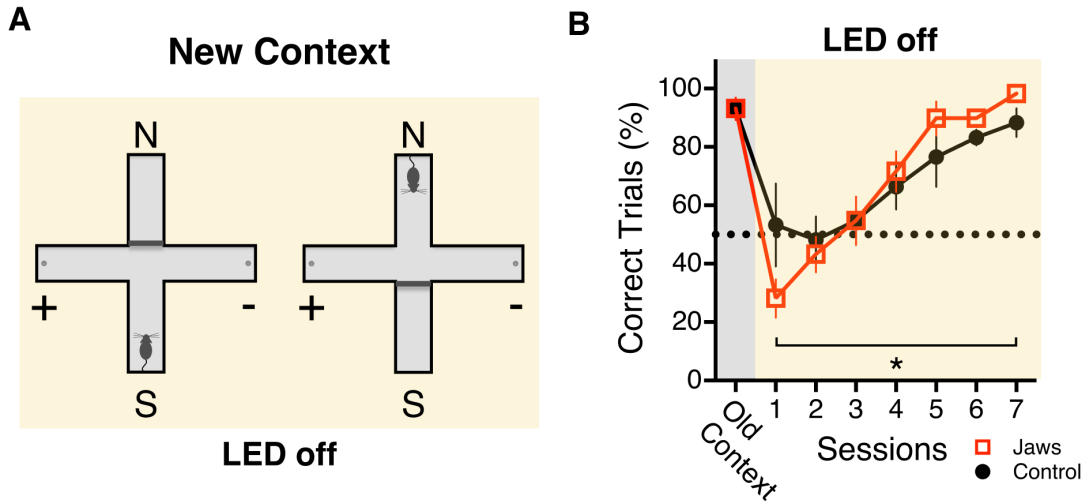 A
New Context
N
N
+
-
+
-
S
S
LED off
B
LED off
Correct Trials (%)
100
80
60
40
20
0
*
Old
Context
1 2 3 4 5 6 7
Sessions
Jaws
Control